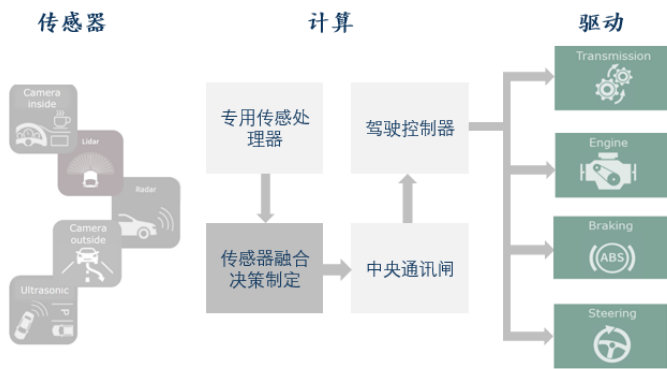 传感器
计算
驱动
Camera
inside
Lidar
Radar
Camera
outside
Ultrasonic
P
专用传感处
理器
传感器融合
决策制定
中央通讯闸
驾驶控制器
Transmission
Engine
Braking
ABS
Steering